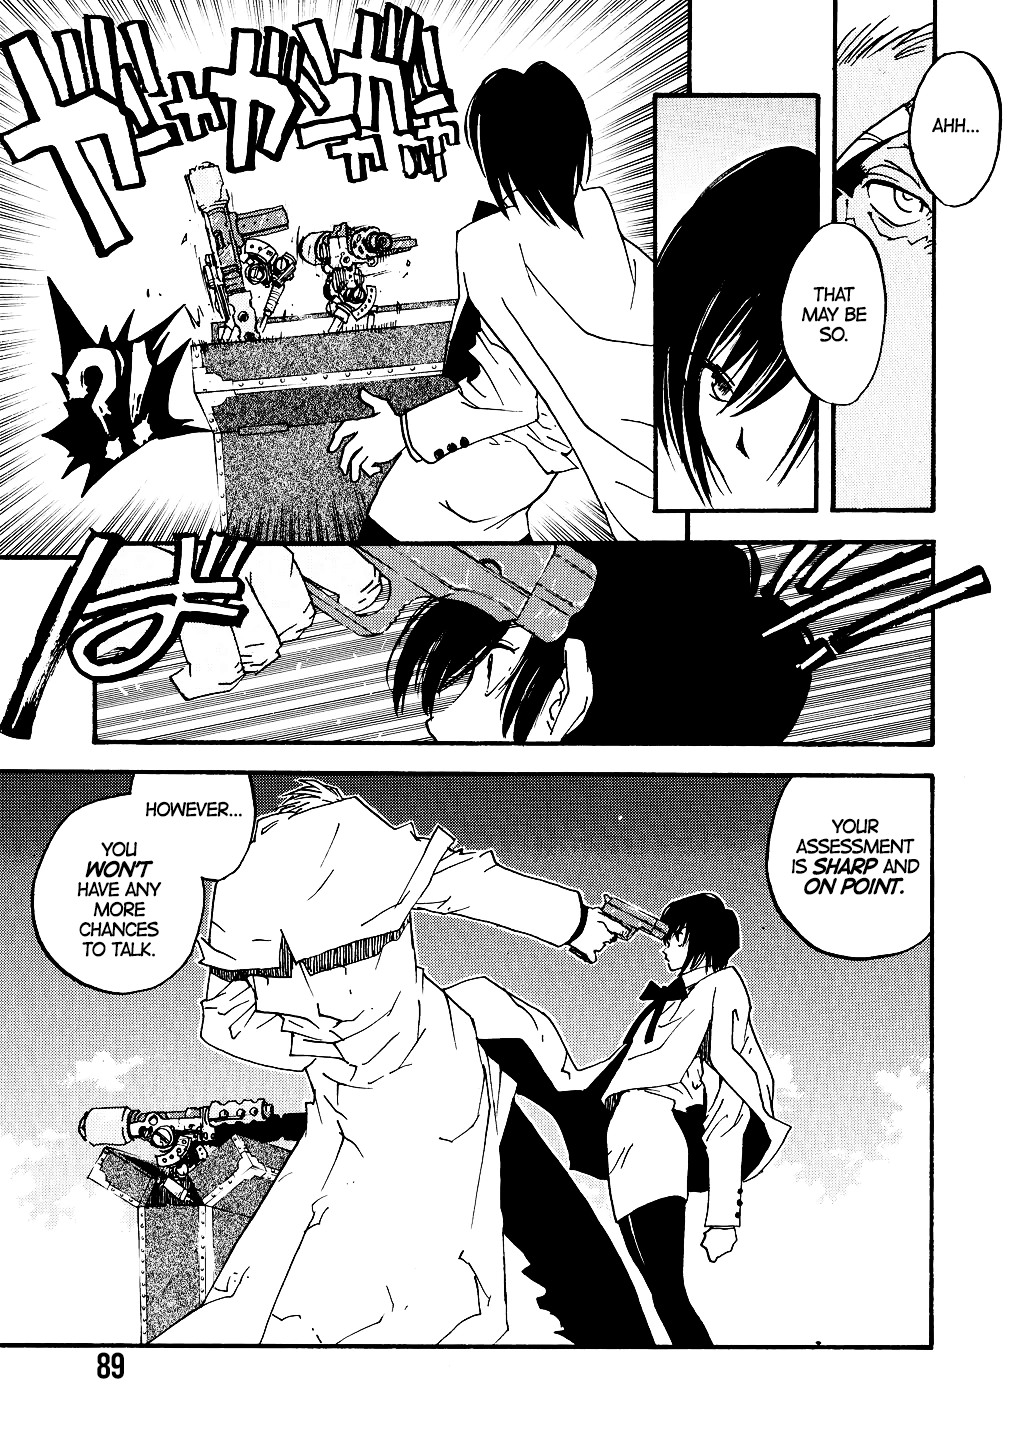 AHH...
THAT
MAY BE
SO.
?!
YOUR
ASSESSMENT
IS SHARP AND
ON POINT.
HOWEVER...
YOU
WON'T
HAVE ANY
MORE
CHANCES
TO TALK.
89